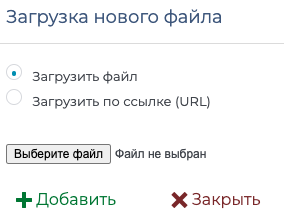 Загрузка нового файла
Загрузить файл
Загрузить по ссылке (URL)
Выберите файл Файл не выбран
Добавить Закрыть